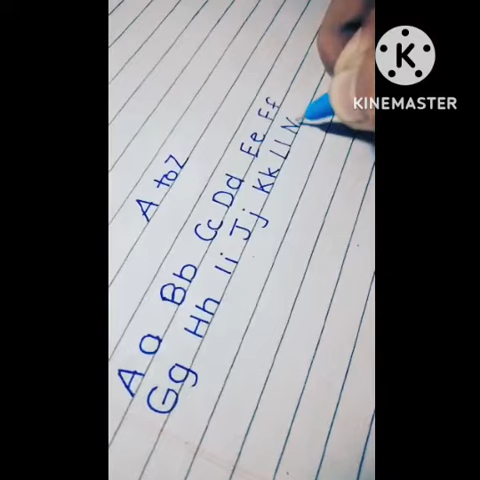 A to Z
Aa Bb Cc Dd Ee Ff
Gg Hh Ii Jj Kk Ll
KINEMASTER